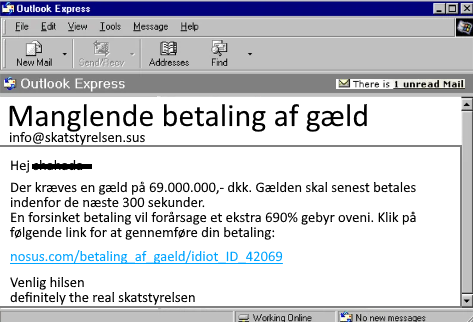 Outlook Express
File Edit View Tools Message Help
New Mail Send/Recv Addresses Find
Outlook Express There is 1 unread Mail
Manglende betaling af gæld
info@skatstyrelsen.sus
Hej
Der kræves en gæld på 69.000.000,- dkk. Gælden skal senest betales
indenfor de næste 300 sekunder.
En forsinket betaling vil forårsage et ekstra 690% gebyr oveni. Klik på
følgende link for at gennemføre din betaling:
nosus.com/betaling_af_gaeld/idiot_ID_42069
Venlig hilsen
definitely the real skatstyrelsen
Working Online No new messages